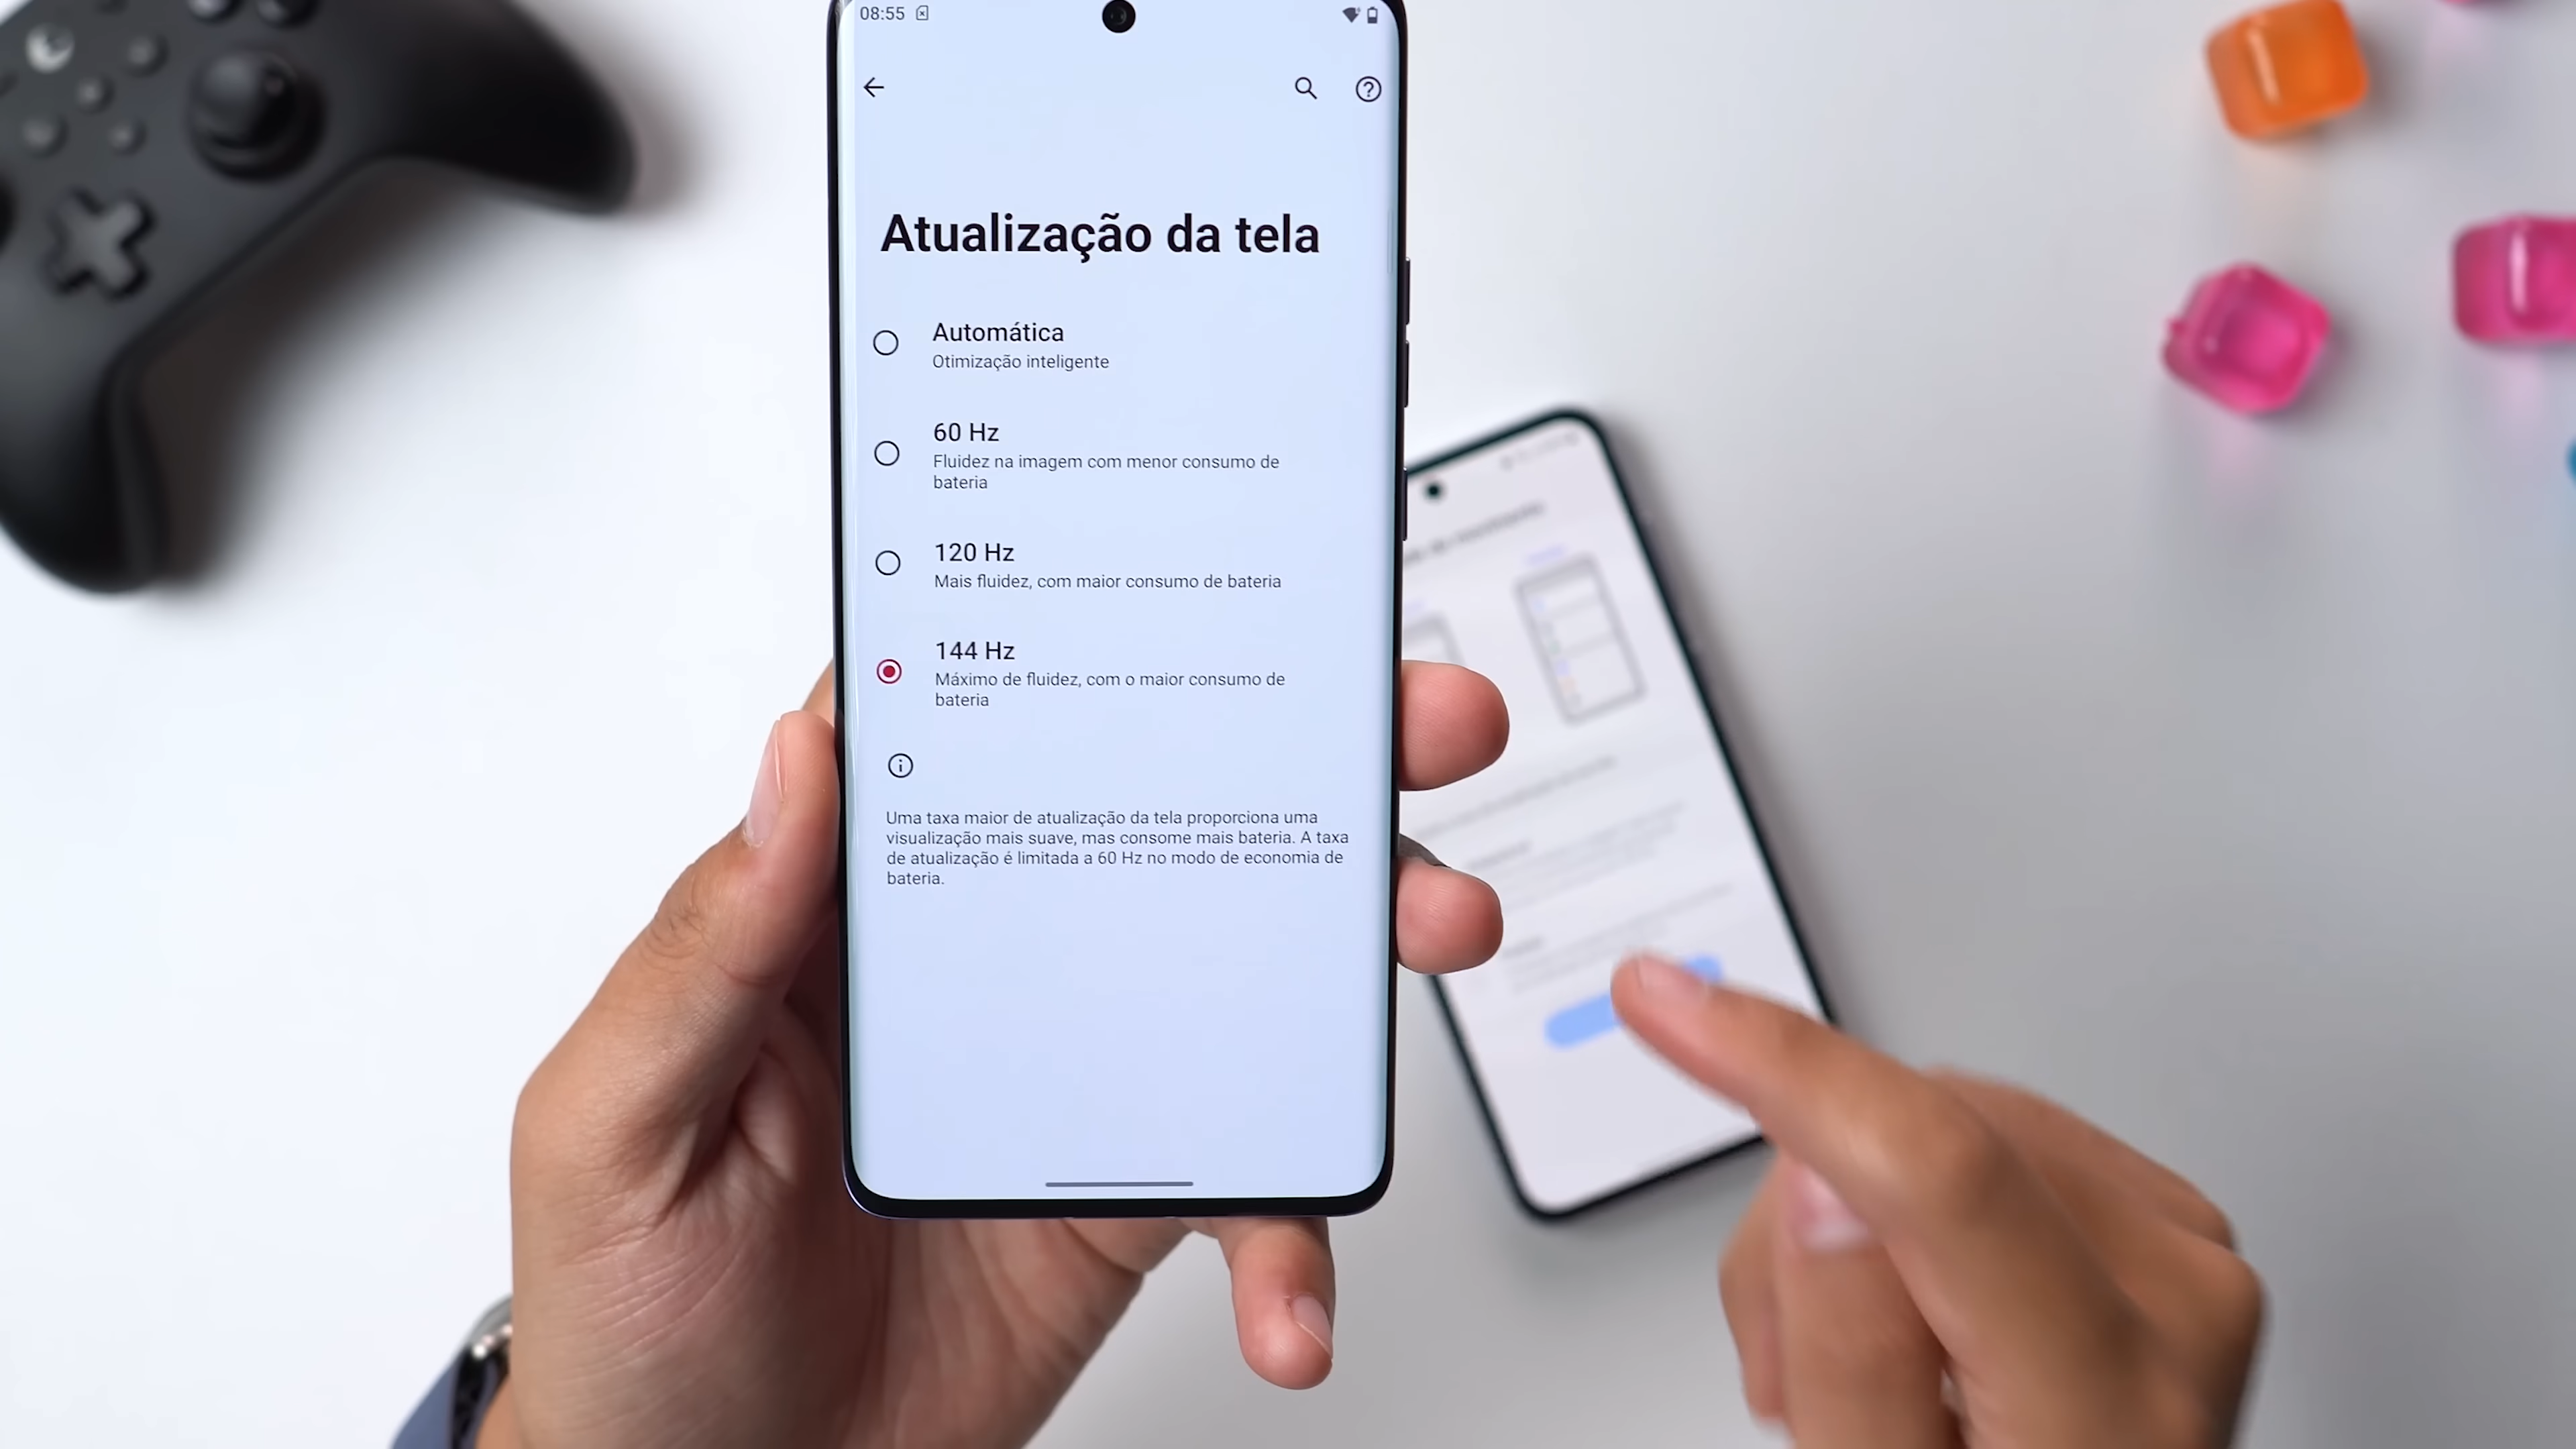 08:55
Atualização da tela
Automática
Otimização inteligente
60 Hz
Fluidez na imagem com menor consumo de
bateria
120 Hz
Mais fluidez, com maior consumo de bateria
144 Hz
Máximo de fluidez, com o maior consumo de
bateria
Uma taxa maior de atualização da tela proporciona uma
visualização mais suave, mas consome mais bateria. A taxa
de atualização é limitada a 60 Hz no modo de economia de
bateria.